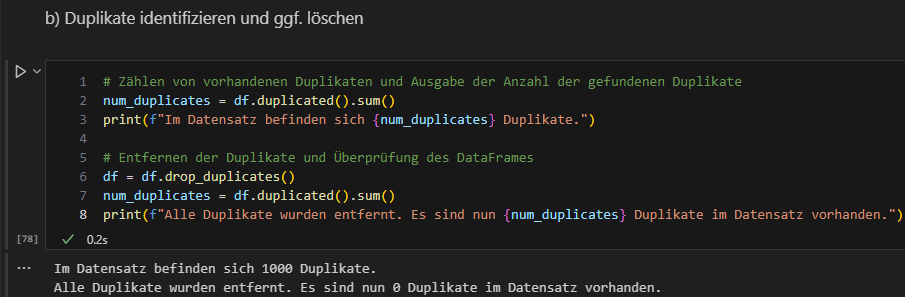 b) Duplikate identifizieren und ggf. löschen
1 # Zählen von vorhandenen Duplikaten und Ausgabe der Anzahl der gefundenen Duplikate
2 num_duplicates = df.duplicated().sum()
3 print(f"Im Datensatz befinden sich {num_duplicates} Duplikate.")
4
5 # Entfernen der Duplikate und Überprüfung des DataFrames
6 df = df.drop_duplicates()
7 num_duplicates = df.duplicated().sum()
8 print(f"Alle Duplikate wurden entfernt. Es sind nun {num_duplicates} Duplikate im Datensatz vorhanden.")
[78] ✓ 0.2s
... Im Datensatz befinden sich 1000 Duplikate.
Alle Duplikate wurden entfernt. Es sind nun 0 Duplikate im Datensatz vorhanden.